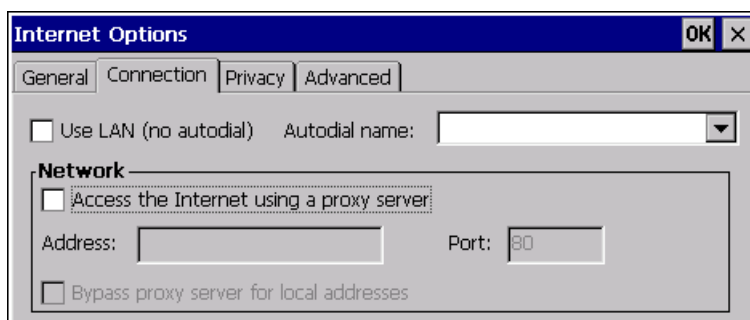 Internet Options OK ×
General Connection Privacy Advanced
Use LAN (no autodial) Autodial name:
Network
Access the Internet using a proxy server
Address: Port: 80
Bypass proxy server for local addresses